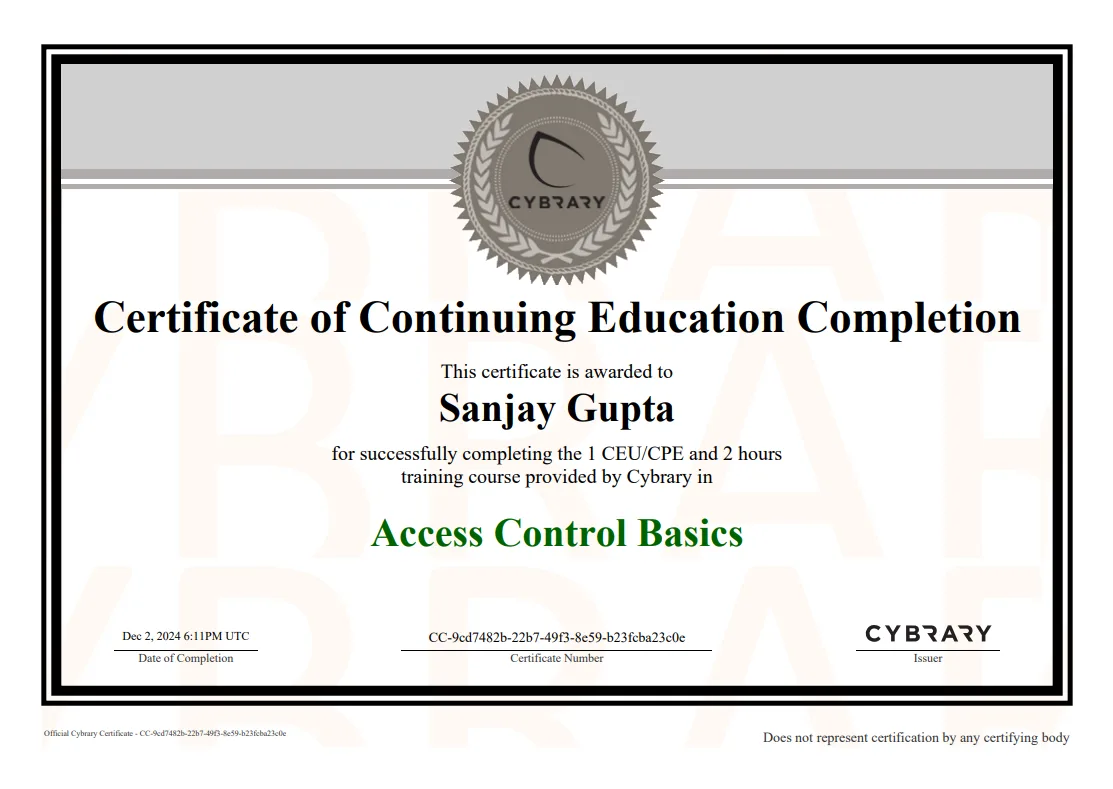 CYBRARY
Certificate of Continuing Education Completion
This certificate is awarded to
Sanjay Gupta
for successfully completing the 1 CEU/CPE and 2 hours
training course provided by Cybrary in
Access Control Basics
Dec 2, 2024 6:11PM UTC
Date of Completion
CC-9cd7482b-22b7-49f3-8e59-b23fcba23c0e
Certificate Number
CYBRARY
Issuer
Official Cybrary Certificate - CC-9cd7482b-22b7-49f3-8e59-b23fcba23c0e
Does not represent certification by any certifying body